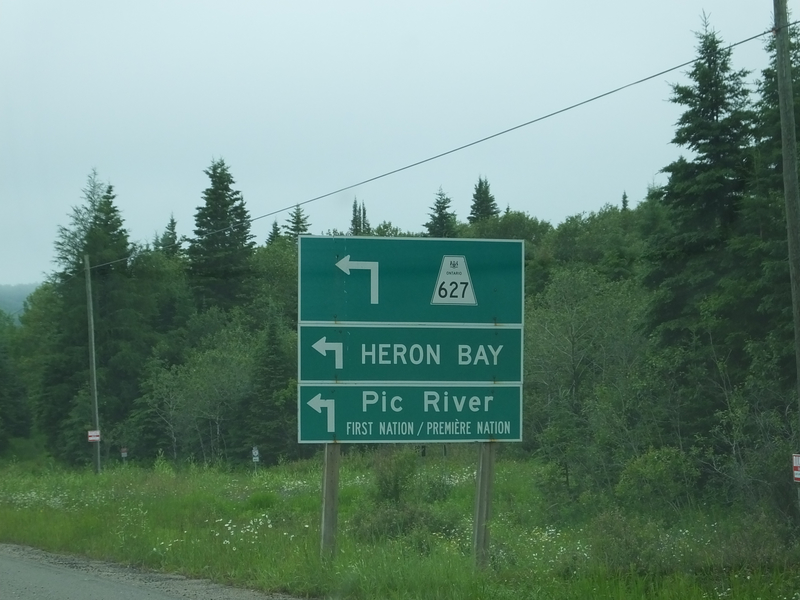 ONTARIO
627
HERON BAY
Pic River
FIRST NATION / PREMIÈRE NATION